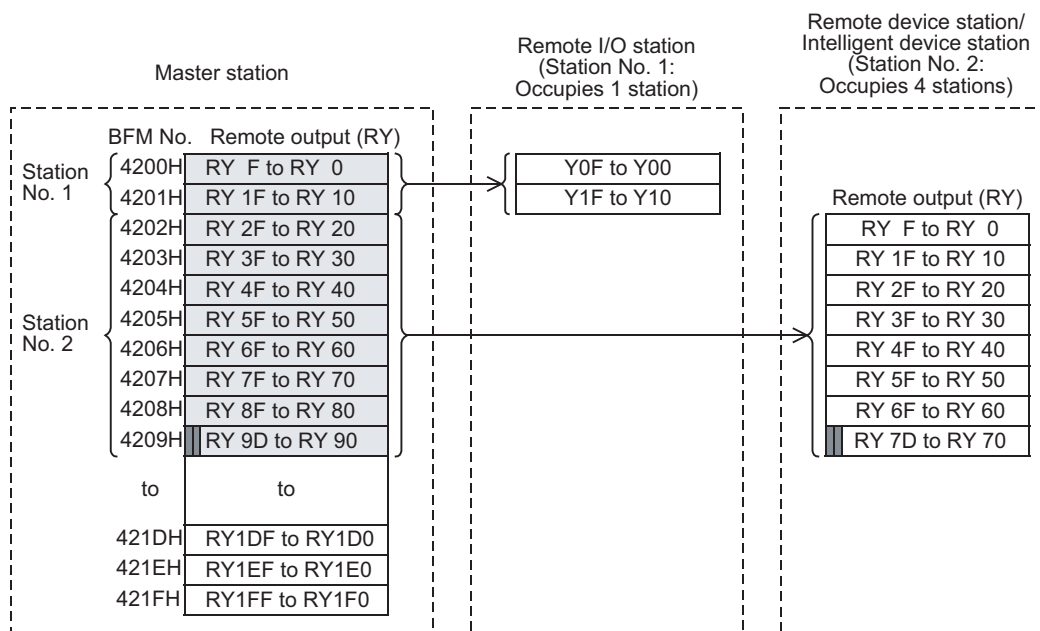 Master station
Remote I/O station
(Station No. 1:
Occupies 1 station)
Remote device station/
Intelligent device station
(Station No. 2:
Occupies 4 stations)
BFM No. Remote output (RY)
Station
No. 1
4200H RY F to RY 0
4201H RY 1F to RY 10
Station
No. 2
4202H RY 2F to RY 20
4203H RY 3F to RY 30
4204H RY 4F to RY 40
4205H RY 5F to RY 50
4206H RY 6F to RY 60
4207H RY 7F to RY 70
4208H RY 8F to RY 80
4209H RY 9D to RY 90
to to
421DH RY1DF to RY1D0
421EH RY1EF to RY1E0
421FH RY1FF to RY1F0
Y0F to Y00
Y1F to Y10
Remote output (RY)
RY F to RY 0
RY 1F to RY 10
RY 2F to RY 20
RY 3F to RY 30
RY 4F to RY 40
RY 5F to RY 50
RY 6F to RY 60
RY 7D to RY 70